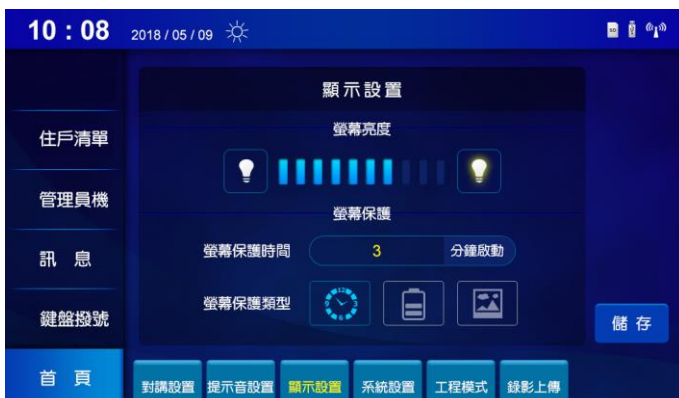 10 : 08 2018 / 05 / 09
顯示設置
螢幕亮度
住戶清單
管理員機
螢幕保護
訊 息
螢幕保護時間 3 分鐘啟動
螢幕保護類型
鍵盤撥號
儲 存
首 頁
對講設置 提示音設置 顯示設置 系統設置 工程模式 錄影上傳